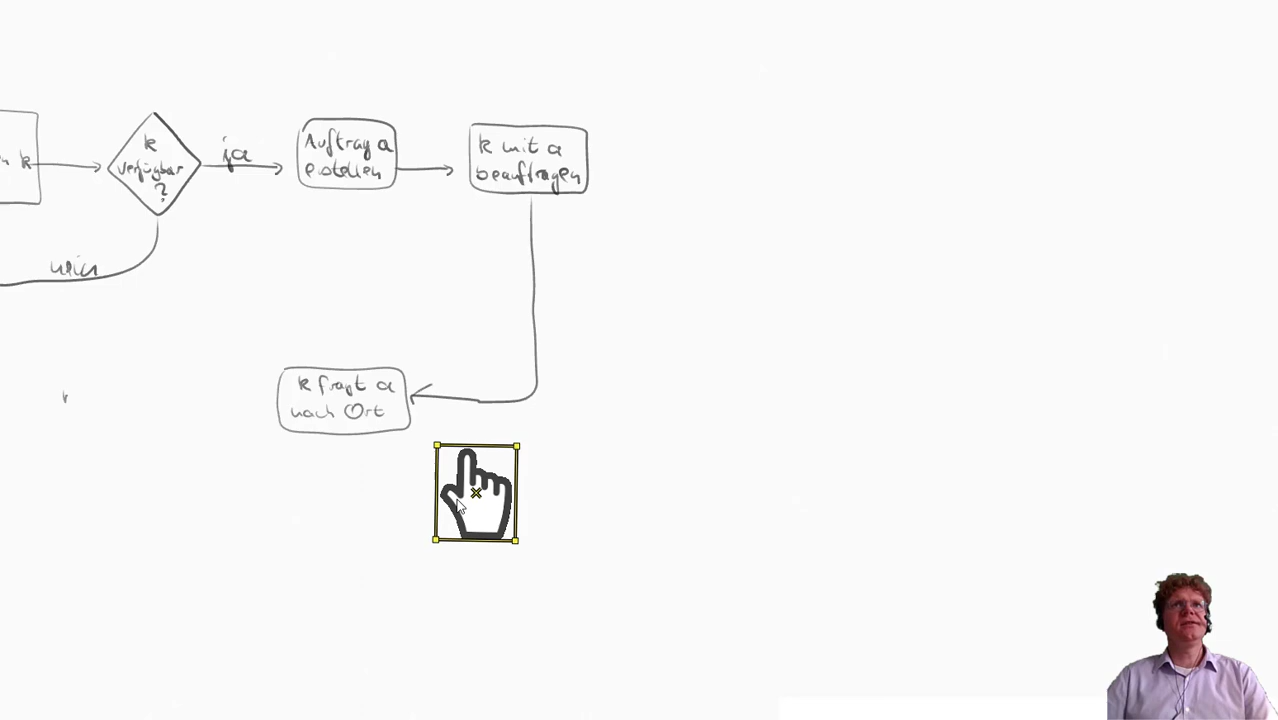 n k
k
verfügbar
?
ja
Auftrag a
erstellen
k mit a
beauftragen
nein
k fragt a
nach Ort